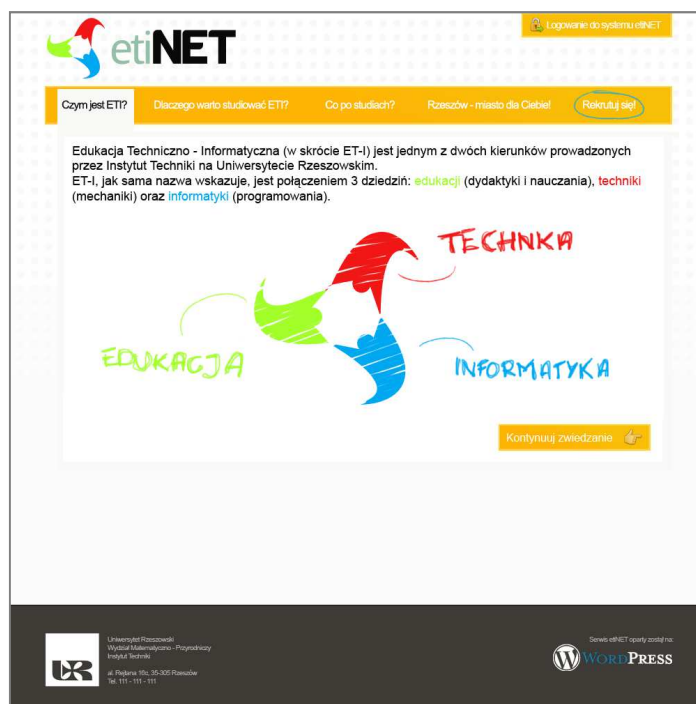 etiNET
Logowanie do systemu etiNET
Czym jest ETI?
Dlaczego warto studiować ETI?
Co po studiach?
Rzeszów - miasto dla Ciebie!
Rekrutuj się!
Edukacja Techniczno - Informatyczna (w skrócie ET-I) jest jednym z dwóch kierunków prowadzonych
przez Instytut Techniki na Uniwersytecie Rzeszowskim.
ET-I, jak sama nazwa wskazuje, jest połączeniem 3 dziedzin: edukacji (dydaktyki i nauczania), techniki
(mechaniki) oraz informatyki (programowania).
TECHNKA
EDUKACJA
INFORMATYKA
Kontynuuj zwiedzanie
UR
Uniwersytet Rzeszowski
Wydział Matematyczno - Przyrodniczy
Instytut Techniki
al. Rejtana 16c, 35-305 Rzeszów
Tel. 111 - 111 - 111
Serwis etiNET oparty został na:
WORDPRESS